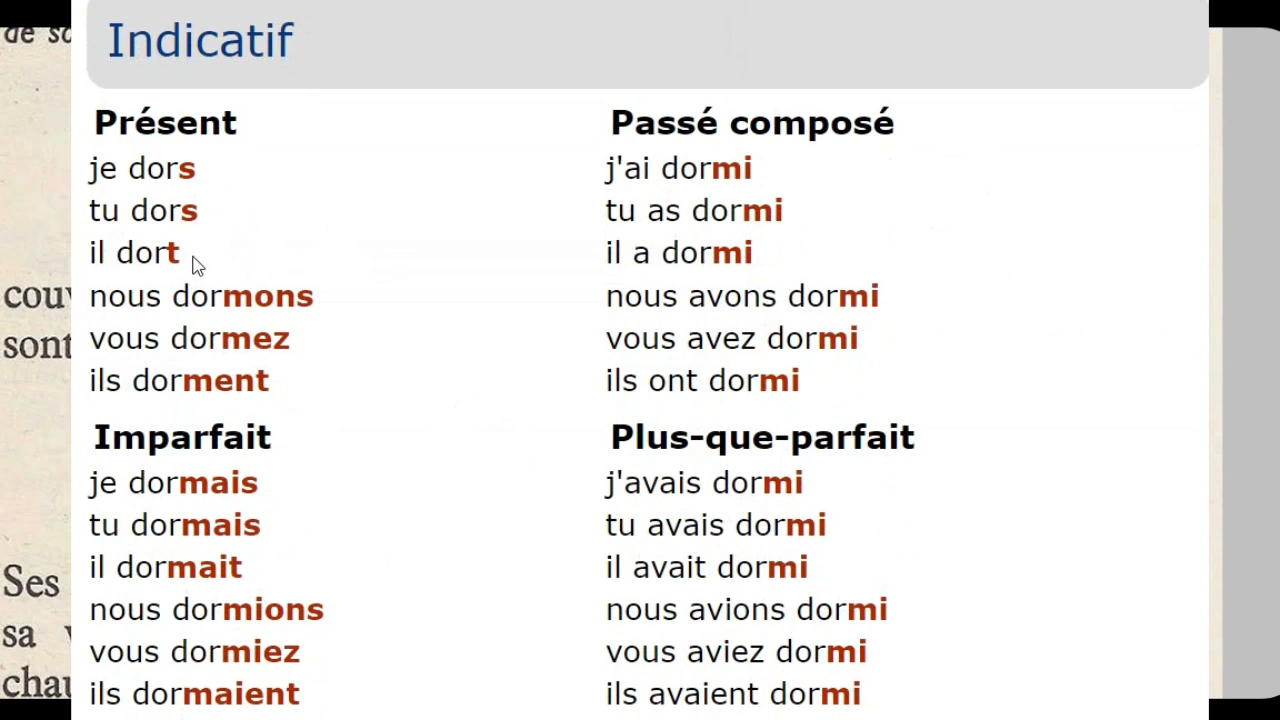 Indicatif
Présent
je dors
tu dors
il dort
nous dormons
vous dormez
ils dorment
Passé composé
j'ai dormi
tu as dormi
il a dormi
nous avons dormi
vous avez dormi
ils ont dormi
Imparfait
je dormais
tu dormais
il dormait
nous dormions
vous dormiez
ils dormaient
Plus-que-parfait
j'avais dormi
tu avais dormi
il avait dormi
nous avions dormi
vous aviez dormi
ils avaient dormi
sont
Ses
sa